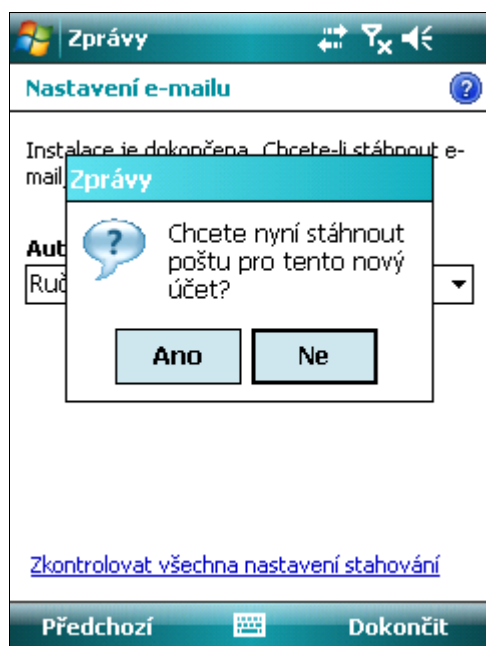 Zprávy
Nastavení e-mailu
Instalace je dokončena. Chcete-li stáhnout e-
mail
Zprávy
Chcete nyní stáhnout
poštu pro tento nový
účet?
Ano Ne
Zkontrolovat všechna nastavení stahování
Předchozí Dokončit